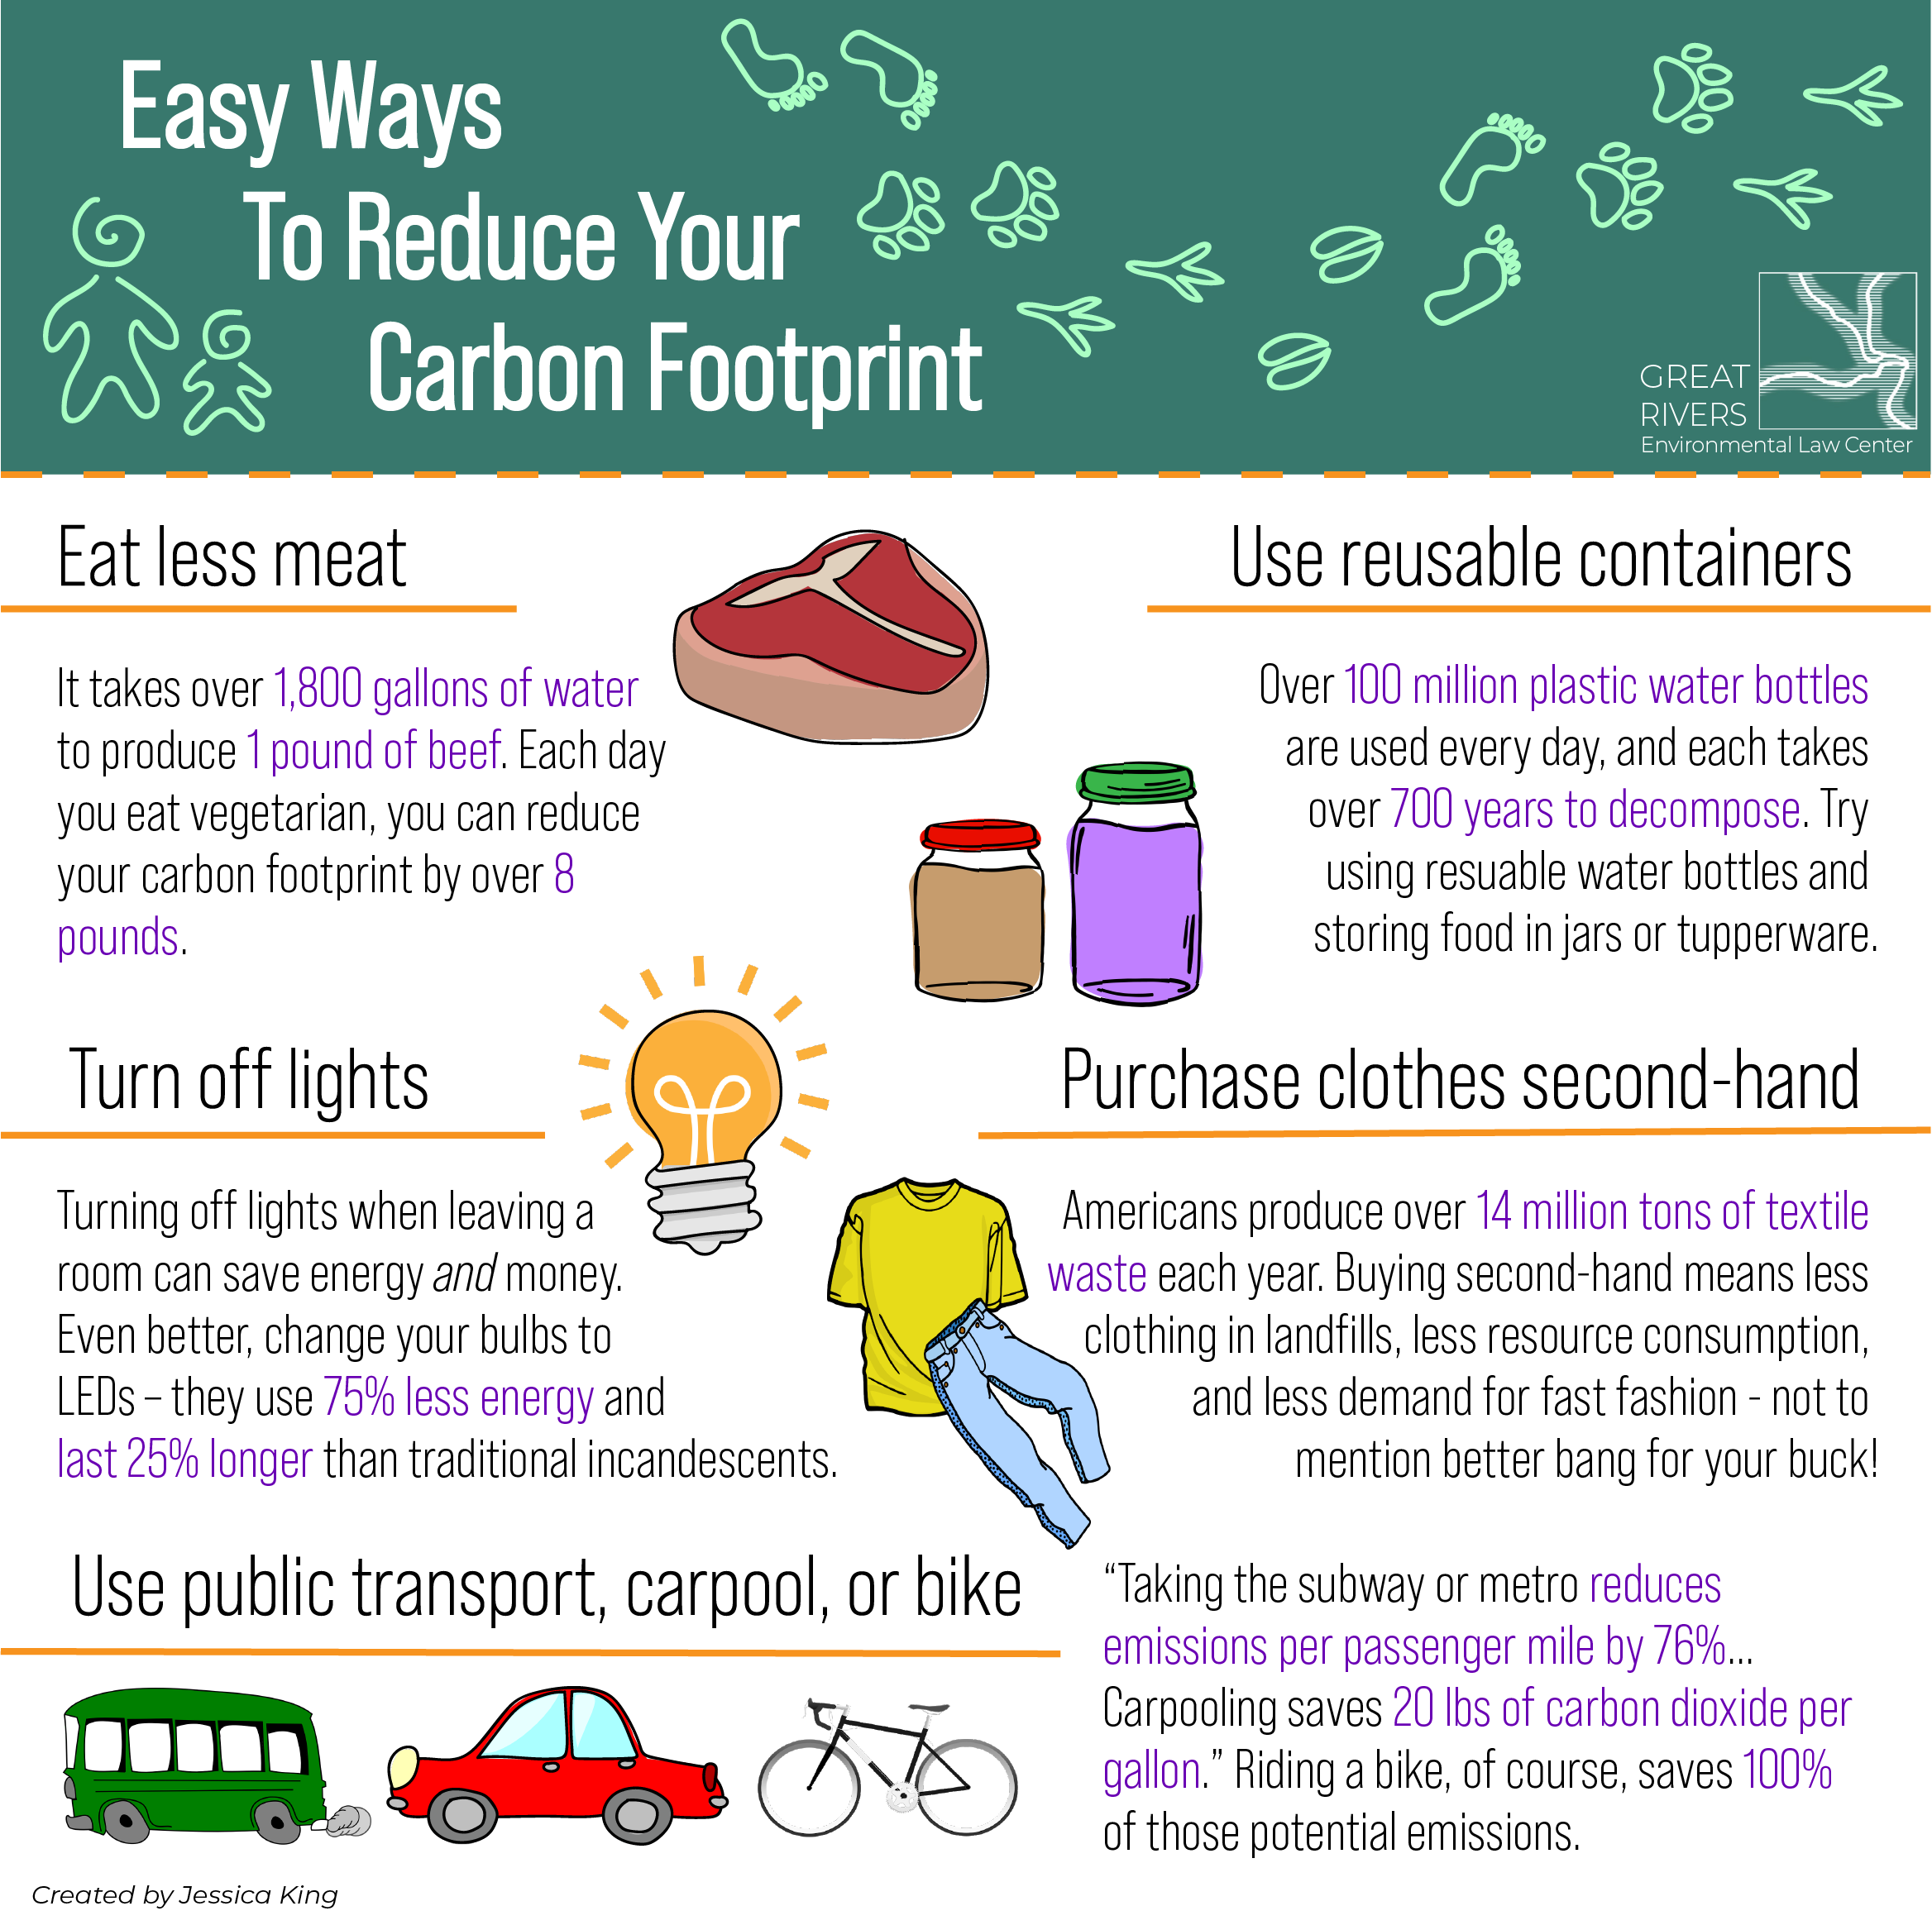 Easy Ways
To Reduce Your
Carbon Footprint
GREAT
RIVERS
Environmental Law Center
Eat less meat
It takes over 1,800 gallons of water
to produce 1 pound of beef. Each day
you eat vegetarian, you can reduce
your carbon footprint by over 8
pounds.
Use reusable containers
Over 100 million plastic water bottles
are used every day, and each takes
over 700 years to decompose. Try
using resuable water bottles and
storing food in jars or tupperware.
Turn off lights
Turning off lights when leaving a
room can save energy and money.
Even better, change your bulbs to
LEDs – they use 75% less energy and
last 25% longer than traditional incandescents.
Purchase clothes second-hand
Americans produce over 14 million tons of textile
waste each year. Buying second-hand means less
clothing in landfills, less resource consumption,
and less demand for fast fashion - not to
mention better bang for your buck!
Use public transport, carpool, or bike
“Taking the subway or metro reduces
emissions per passenger mile by 76%...
Carpooling saves 20 lbs of carbon dioxide per
gallon.” Riding a bike, of course, saves 100%
of those potential emissions.
Created by Jessica King